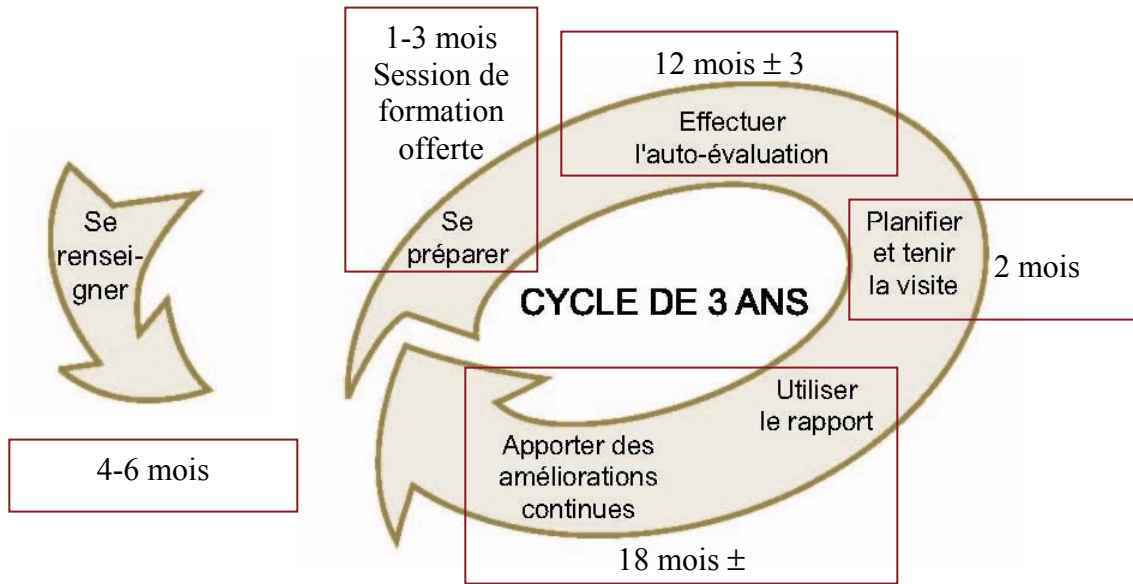 1-3 mois
Session de
formation
offerte
12 mois ± 3
Effectuer
l'auto-évaluation
Se
rensei-
gner
Se
préparer
Planifier
et tenir
la visite
2 mois
CYCLE DE 3 ANS
Utiliser
le rapport
Apporter des
améliorations
continues
4-6 mois
18 mois ±